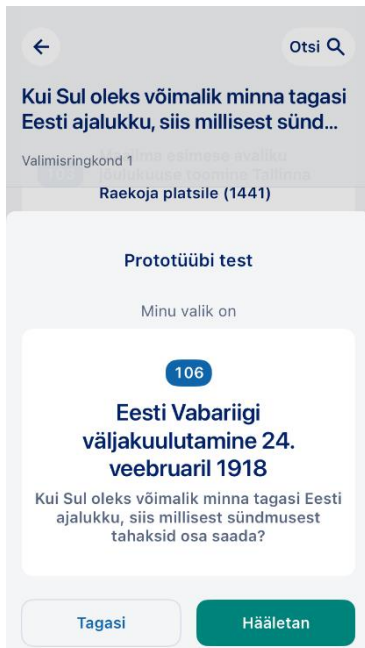 Otsi
Kui Sul oleks võimalik minna tagasi
Eesti ajalukku, siis millisest sünd...
Valimisringkond 1
Raekoja platsile (1441)
Prototüübi test
Minu valik on
106
Eesti Vabariigi
väljakuulutamine 24.
veebruaril 1918
Kui Sul oleks võimalik minna tagasi Eesti
ajalukku, siis millisest sündmusest
tahaksid osa saada?
Tagasi
Hääletan